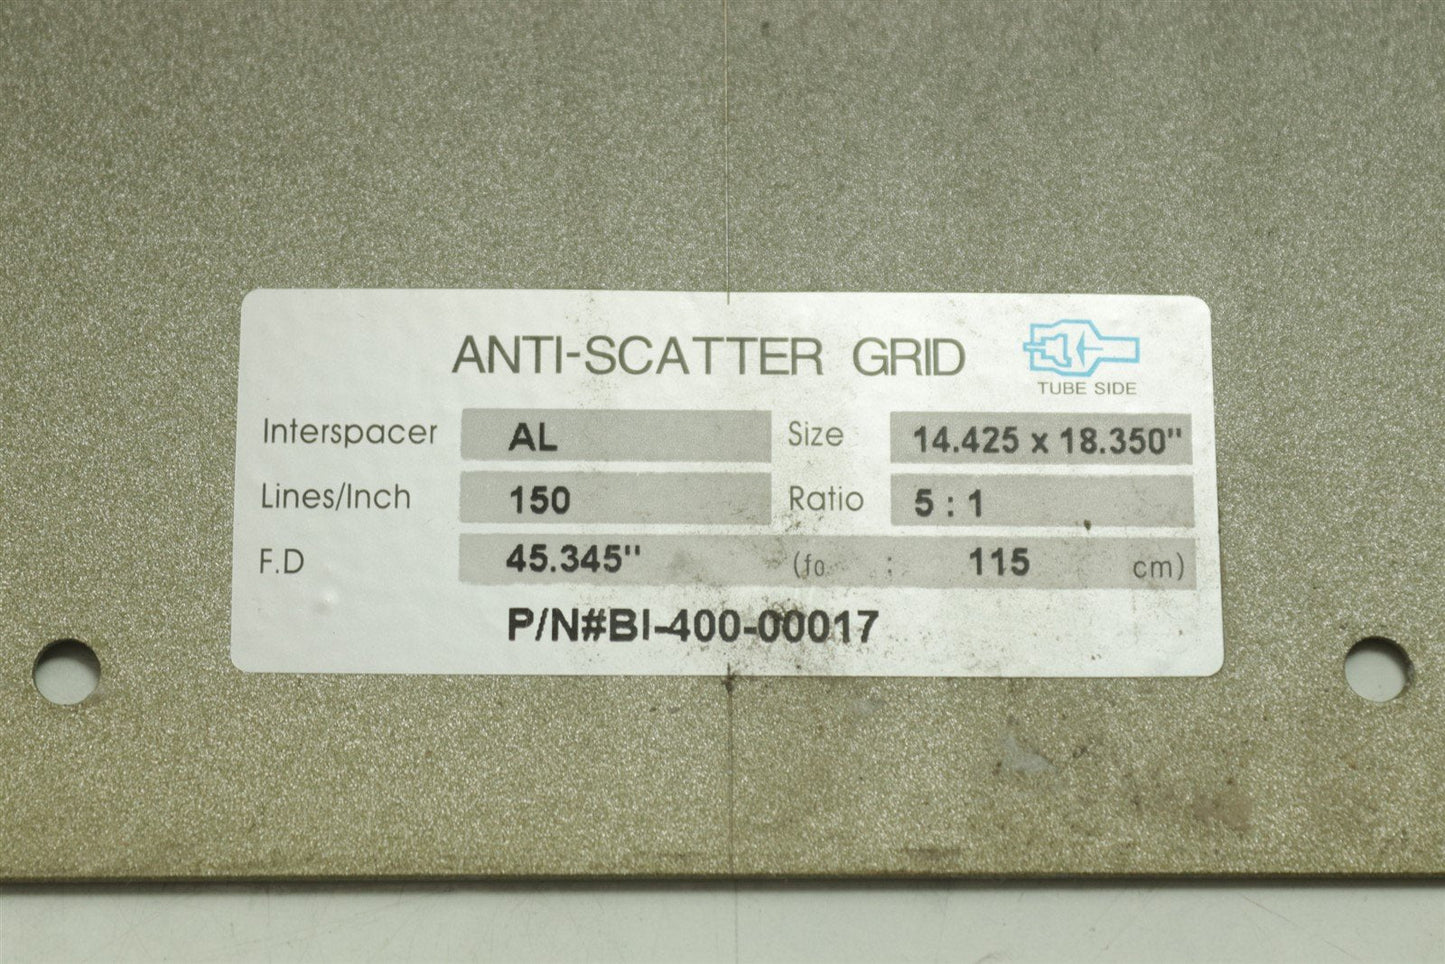 ANTI-SCATTER GRID
TUBE SIDE
Interspacer AL Size 14.425 x 18.350"
Lines/Inch 150 Ratio 5 : 1
F.D 45.345" (fo : 115 cm)
P/N#BI-400-00017